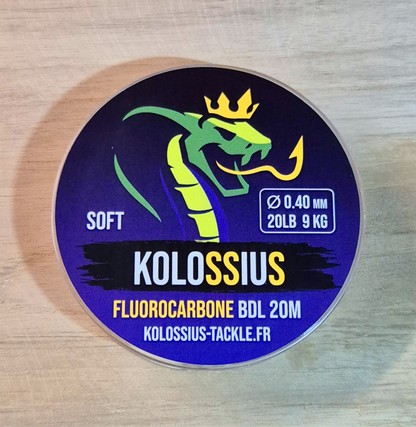 Ø 0.40 MM
20LB 9 KG
SOFT
KOLOSSIUS
FLUOROCARBONE BDL 20M
KOLOSSIUS-TACKLE.FR